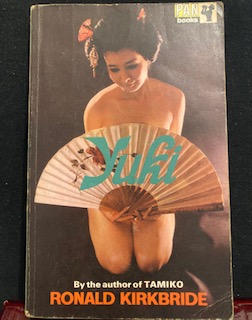 PAN
books
Yuki
By the author of TAMIKO
RONALD KIRKBRIDE